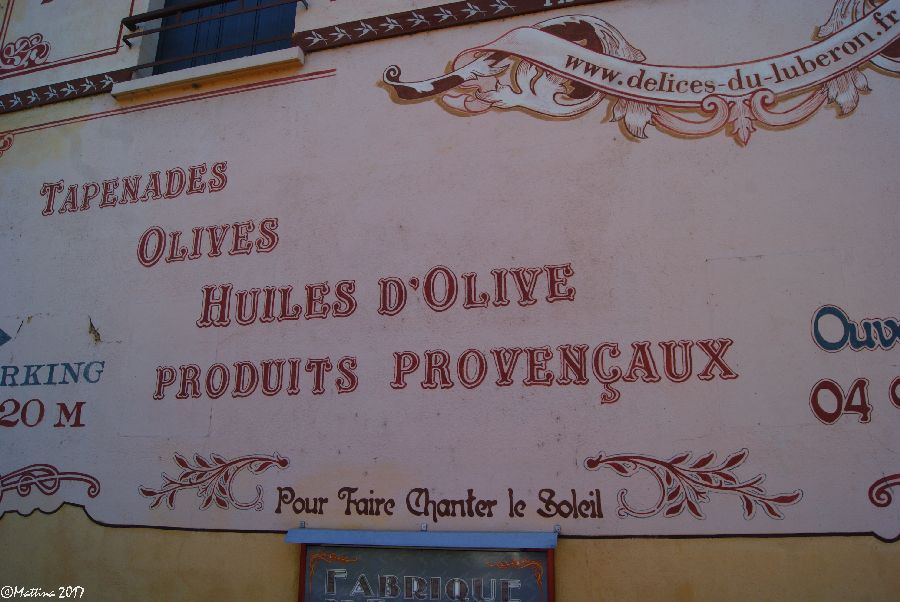 www.delices-du-luberon.fr
TAPENADES
OLIVES
HUILES D'OLIVE
PRODUITS PROVENÇAUX
RKING
20 M
OUV
04
Pour Faire Chanter le Soleil
FABRIQUE
©Mattina 2017